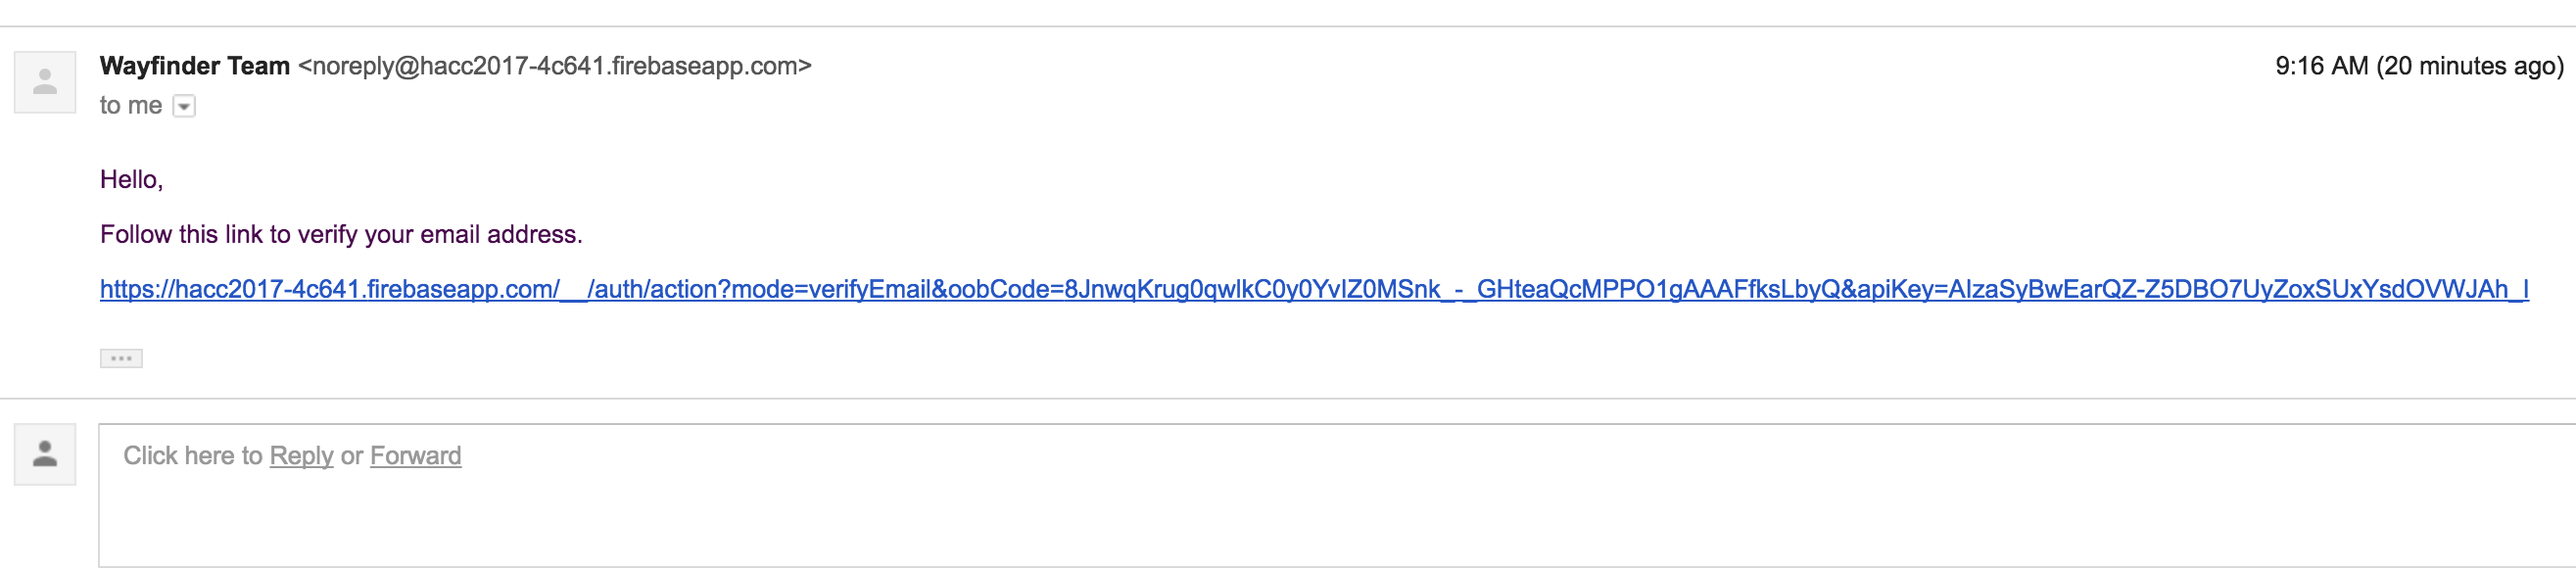 Wayfinder Team <noreply@hacc2017-4c641.firebaseapp.com>
9:16 AM (20 minutes ago)
to me
Hello,
Follow this link to verify your email address.
https://hacc2017-4c641.firebaseapp.com/__/auth/action?mode=verifyEmail&oobCode=8JnwqKrug0qwlkC0y0YvIZ0MSnk_-_GHteaQcMPPO1gAAAFfksLbyQ&apiKey=AIzaSyBwEarQZ-Z5DBO7UyZoxSUxYsdOVWJAh_I
Click here to Reply or Forward